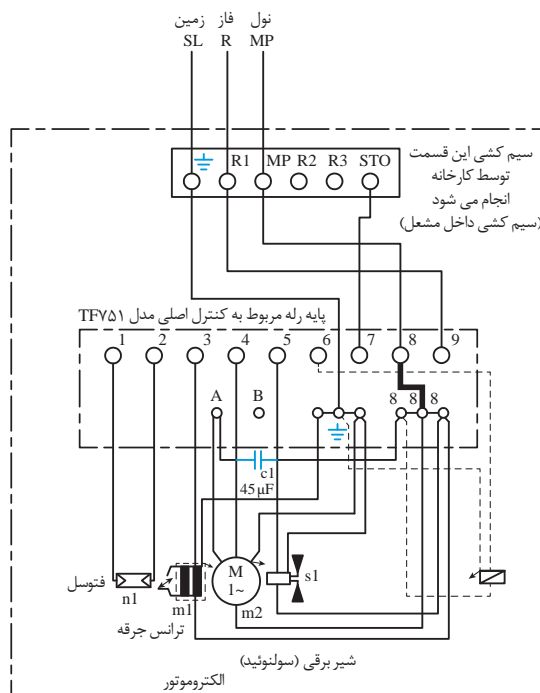 زمین فاز نول
SL R MP
R1 MP R2 R3 STO
سیم کشی این قسمت
توسط کارخانه
انجام می شود
(سیم کشی داخل مشعل)
پایه رله مربوط به کنترل اصلی مدل TF۷۵۱
1 2 3 4 5 6 7 8 9
A B 8 8 8
c1
45 µF
M
1~
s1
فتوسل
n1
m1
m2
ترانس جرقه
شیر برقی (سولنوئید)
الکتروموتور